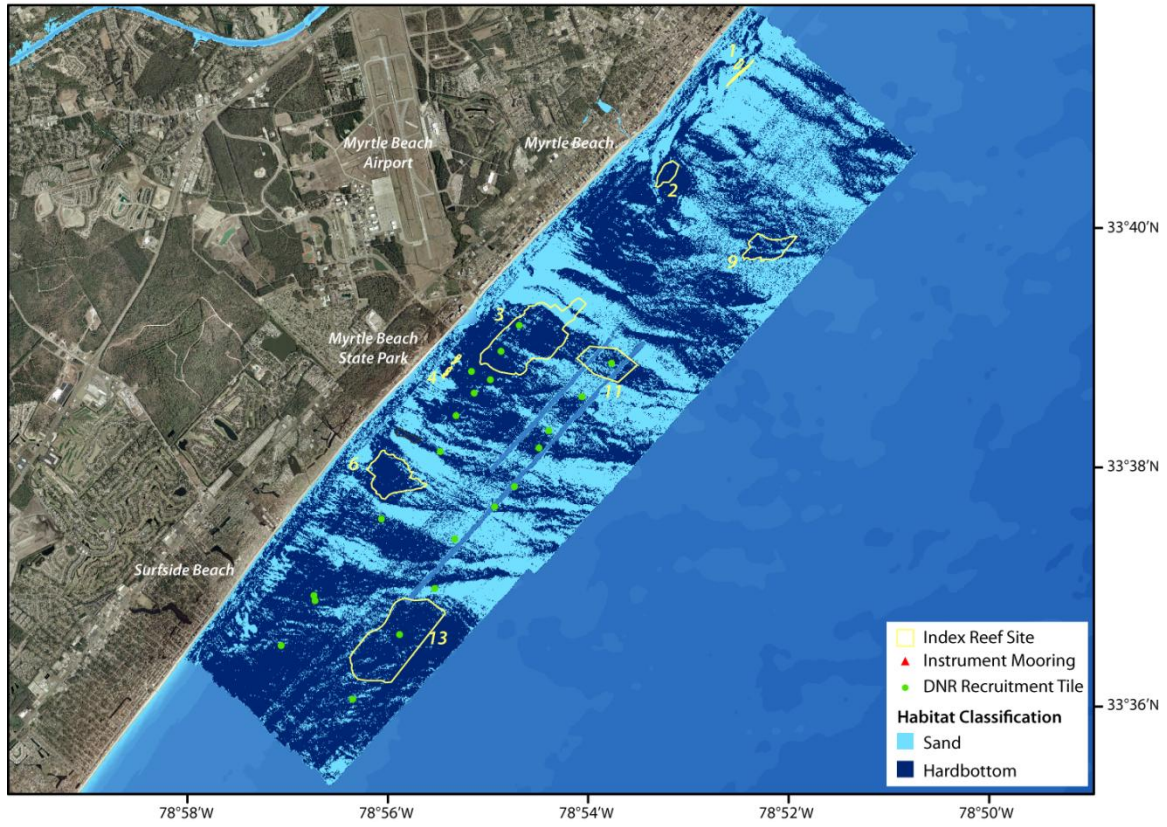 1
Myrtle Beach
Airport
Myrtle Beach
2
33°40'N
9
3
Myrtle Beach
State Park
4
11
6
33°38'N
Surfside Beach
13
Index Reef Site
Instrument Mooring
DNR Recruitment Tile
Habitat Classification
Sand
Hardbottom
33°36'N
78°58'W
78°56'W
78°54'W
78°52'W
78°50'W